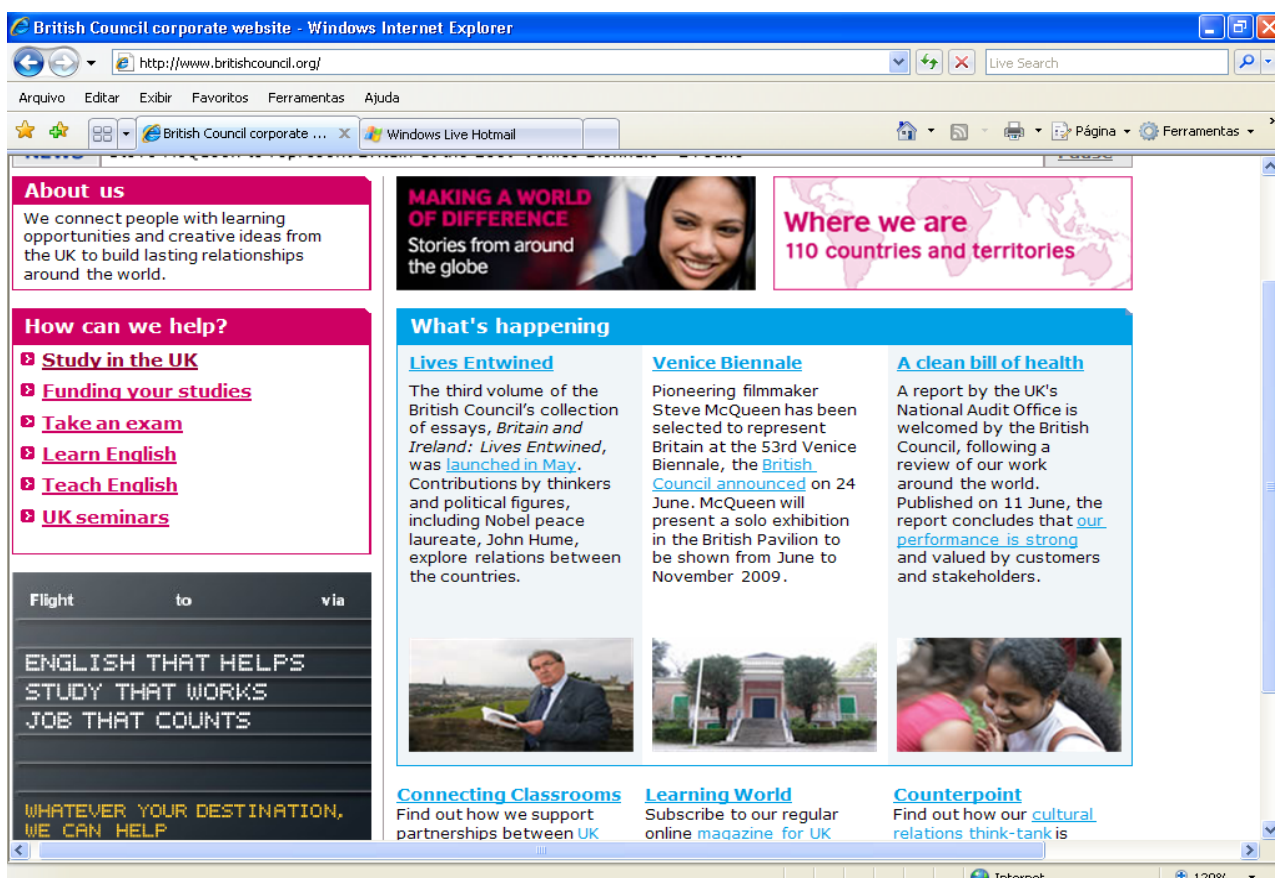 British Council corporate website - Windows Internet Explorer
http://www.britishcouncil.org/
Live Search
Arquivo Editar Exibir Favoritos Ferramentas Ajuda
British Council corporate ...
Windows Live Hotmail
Página
Ferramentas
NEWS
Pause
About us
We connect people with learning
opportunities and creative ideas from
the UK to build lasting relationships
around the world.
MAKING A WORLD
OF DIFFERENCE
Stories from around
the globe
Where we are
110 countries and territories
How can we help?
Study in the UK
Funding your studies
Take an exam
Learn English
Teach English
UK seminars
Flight to via
ENGLISH THAT HELPS
STUDY THAT WORKS
JOB THAT COUNTS
WHATEVER YOUR DESTINATION,
WE CAN HELP
What's happening
Lives Entwined
The third volume of the
British Council's collection
of essays, Britain and
Ireland: Lives Entwined,
was launched in May.
Contributions by thinkers
and political figures,
including Nobel peace
laureate, John Hume,
explore relations between
the countries.
Venice Biennale
Pioneering filmmaker
Steve McQueen has been
selected to represent
Britain at the 53rd Venice
Biennale, the British
Council announced on 24
June. McQueen will
present a solo exhibition
in the British Pavilion to
be shown from June to
November 2009.
A clean bill of health
A report by the UK's
National Audit Office is
welcomed by the British
Council, following a
review of our work
around the world.
Published on 11 June, the
report concludes that our
performance is strong
and valued by customers
and stakeholders.
Connecting Classrooms
Find out how we support
partnerships between UK
Learning World
Subscribe to our regular
online magazine for UK
Counterpoint
Find out how our cultural
relations think-tank is
Internet
120%